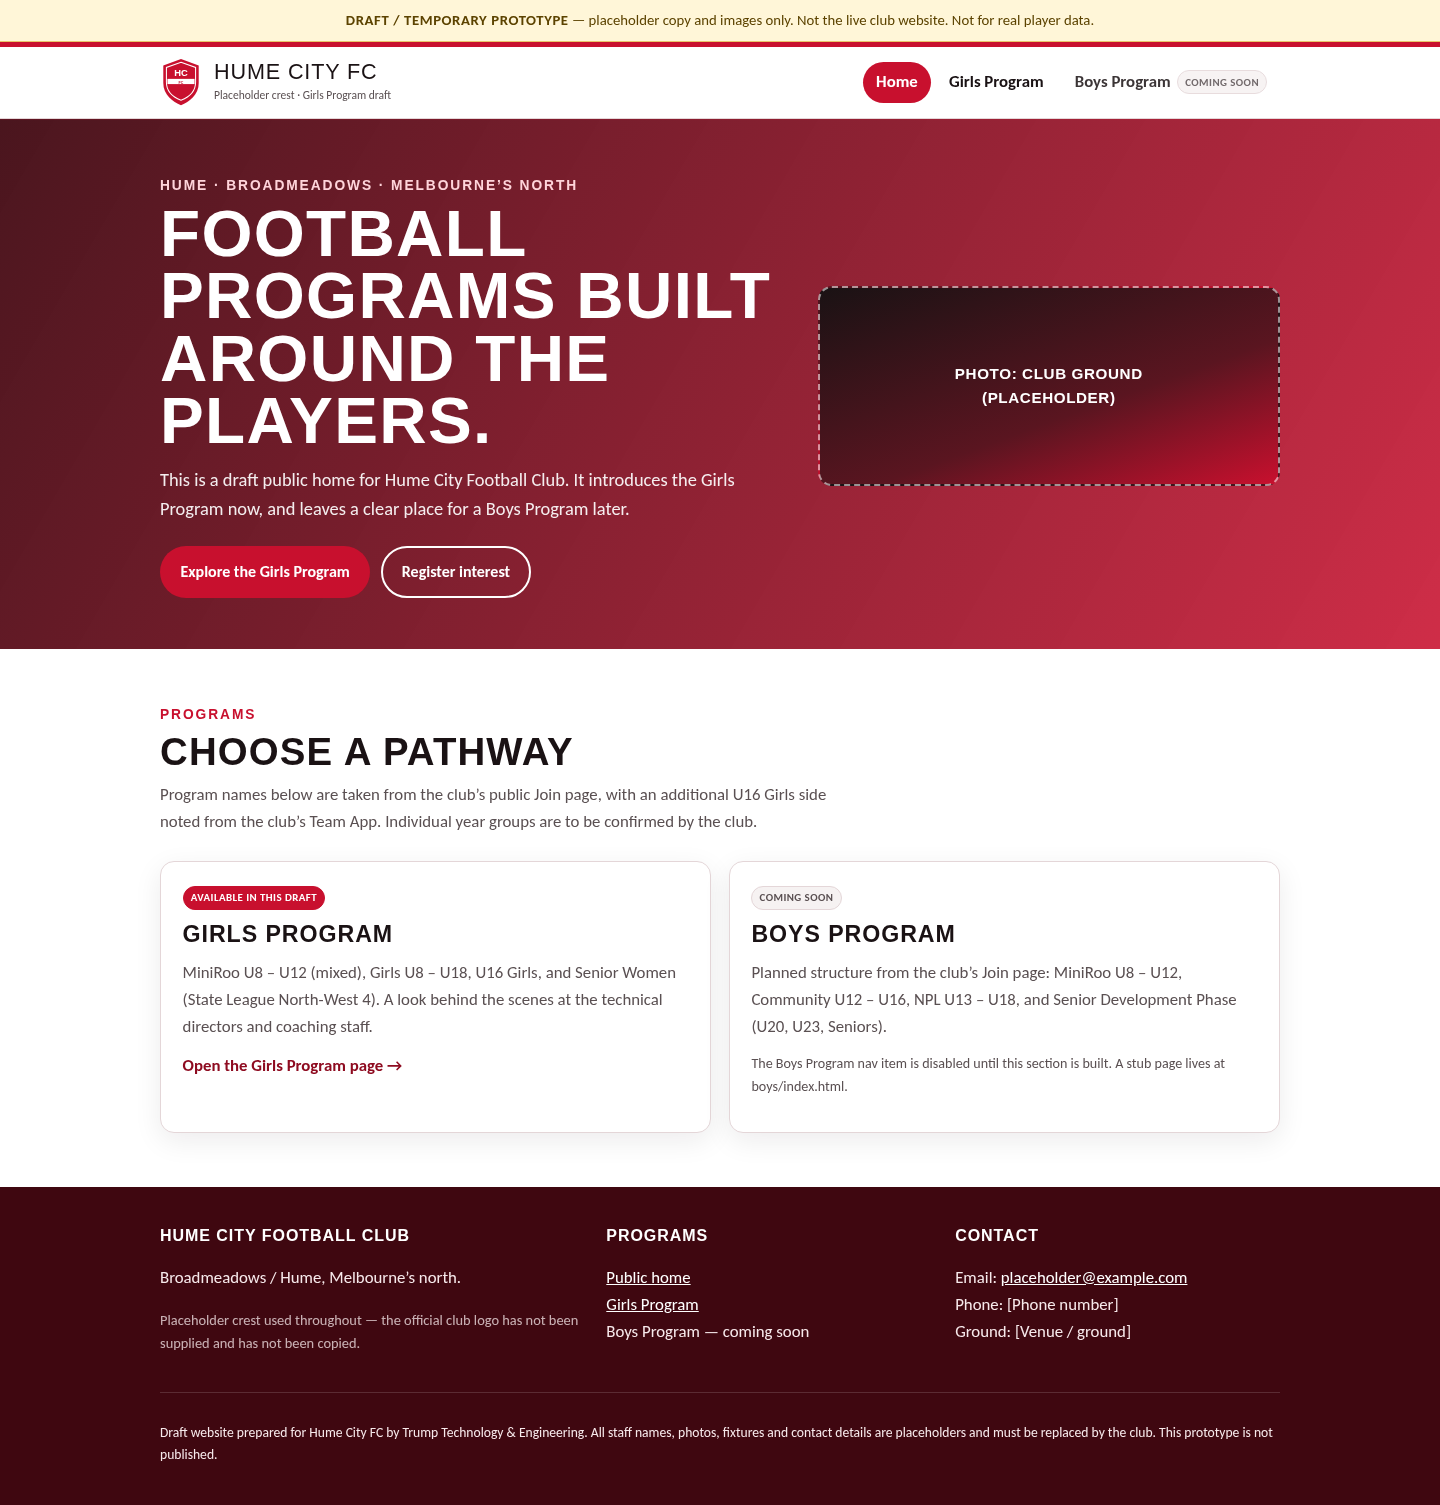 DRAFT / TEMPORARY PROTOTYPE — placeholder copy and images only. Not the live club website. Not for real player data.
HC
HUME CITY FC
Placeholder crest · Girls Program draft
Home
Girls Program
Boys Program
COMING SOON
HUME · BROADMEADOWS · MELBOURNE’S NORTH
FOOTBALL
PROGRAMS BUILT
AROUND THE
PLAYERS.
This is a draft public home for Hume City Football Club. It introduces the Girls
Program now, and leaves a clear place for a Boys Program later.
Explore the Girls Program
Register interest
PHOTO: CLUB GROUND
(PLACEHOLDER)
PROGRAMS
CHOOSE A PATHWAY
Program names below are taken from the club’s public Join page, with an additional U16 Girls side
noted from the club’s Team App. Individual year groups are to be confirmed by the club.
AVAILABLE IN THIS DRAFT
GIRLS PROGRAM
MiniRoo U8 – U12 (mixed), Girls U8 – U18, U16 Girls, and Senior Women
(State League North-West 4). A look behind the scenes at the technical
directors and coaching staff.
Open the Girls Program page →
COMING SOON
BOYS PROGRAM
Planned structure from the club’s Join page: MiniRoo U8 – U12,
Community U12 – U16, NPL U13 – U18, and Senior Development Phase
(U20, U23, Seniors).
The Boys Program nav item is disabled until this section is built. A stub page lives at
boys/index.html.
HUME CITY FOOTBALL CLUB
Broadmeadows / Hume, Melbourne’s north.
Placeholder crest used throughout — the official club logo has not been
supplied and has not been copied.
PROGRAMS
Public home
Girls Program
Boys Program — coming soon
CONTACT
Email: placeholder@example.com
Phone: [Phone number]
Ground: [Venue / ground]
Draft website prepared for Hume City FC by Trump Technology & Engineering. All staff names, photos, fixtures and contact details are placeholders and must be replaced by the club. This prototype is not
published.